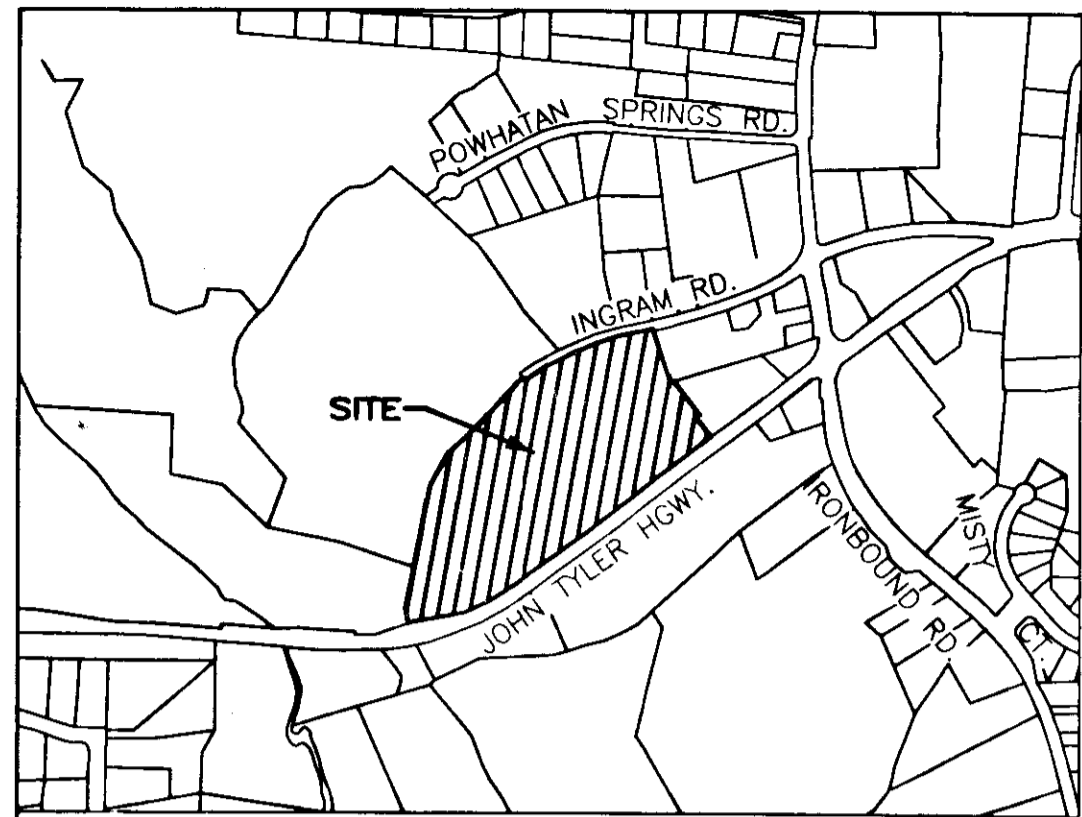 POWHATAN SPRINGS RD.
INGRAM RD.
SITE
JOHN TYLER HGWY.
IRONBOUND RD.
MISTY CT.